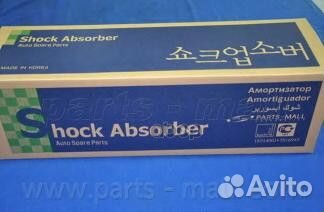 Shock Absorber
Auto Spare Parts
쇼크업소버
MADE IN KOREA
Shock Absorber
Auto Spare Parts
Амортизатор
Amortiguador
PARTS-MALL
www.parts-mall
Avito